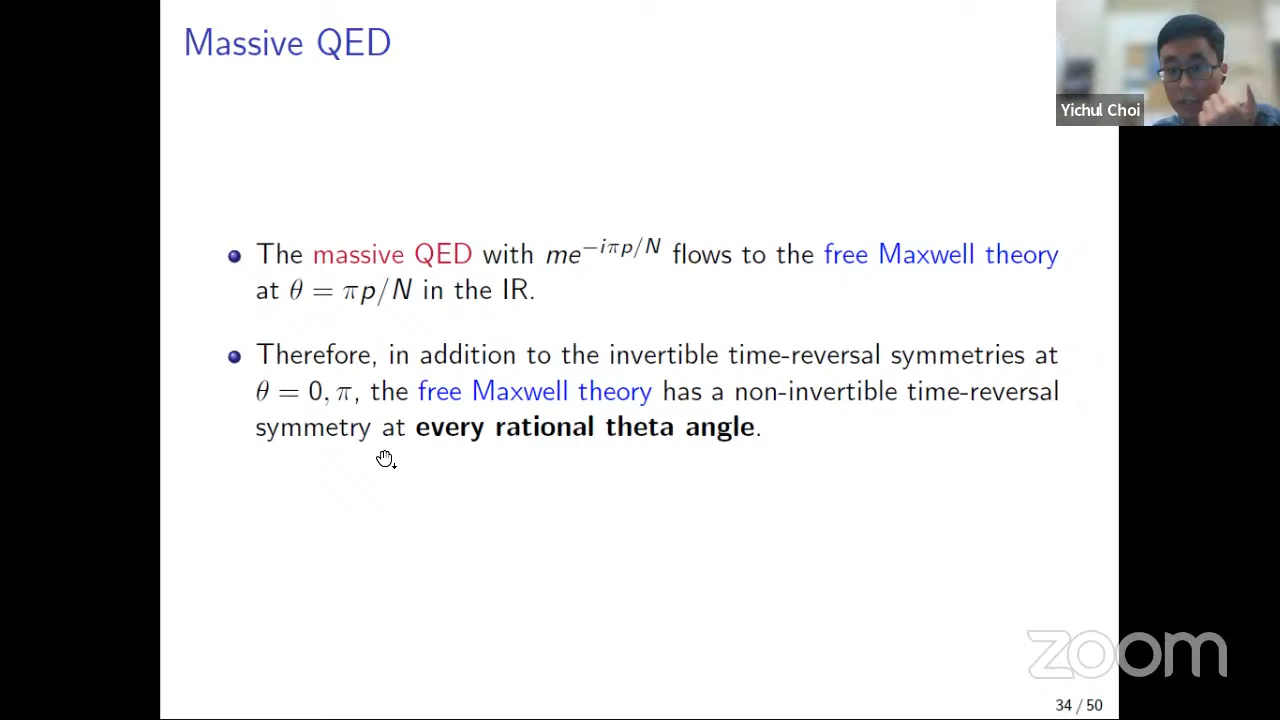 Massive QED
Yichul Choi
The massive QED with me^{−iπp/N} flows to the free Maxwell theory
at θ = πp/N in the IR.
Therefore, in addition to the invertible time-reversal symmetries at
θ = 0, π, the free Maxwell theory has a non-invertible time-reversal
symmetry at every rational theta angle.
zoom
34 / 50